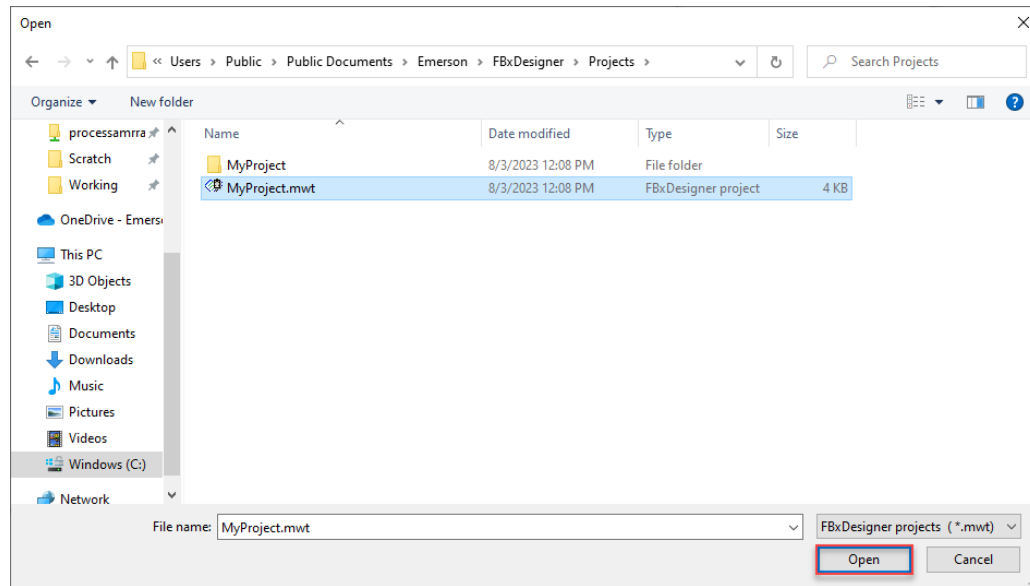 Open
« Users > Public > Public Documents > Emerson > FBxDesigner > Projects >
Search Projects
Organize New folder
Name Date modified Type Size
MyProject 8/3/2023 12:08 PM File folder
MyProject.mwt 8/3/2023 12:08 PM FBxDesigner project 4 KB
processamrra
Scratch
Working
OneDrive - Emers
This PC
3D Objects
Desktop
Documents
Downloads
Music
Pictures
Videos
Windows (C:)
Network
File name: MyProject.mwt FBxDesigner projects ( *.mwt)
Open Cancel